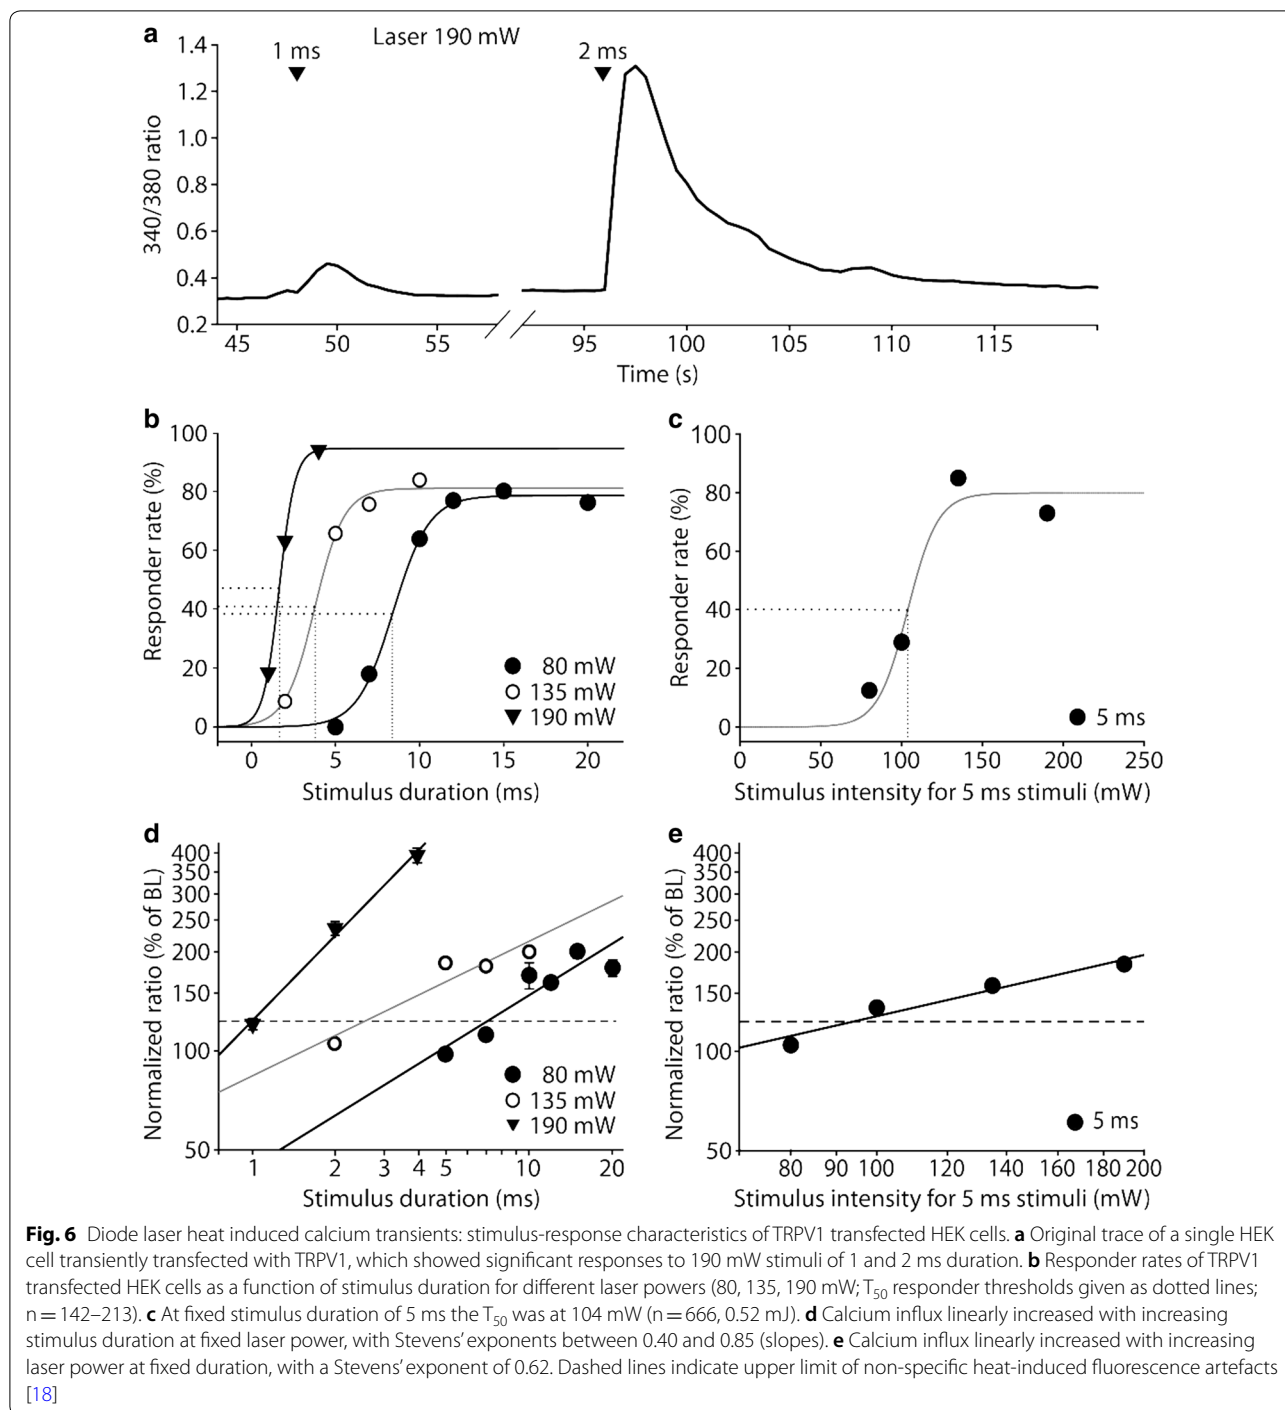 a
Laser 190 mW
1 ms
2 ms
340/380 ratio
1.4
1.2
1.0
0.8
0.6
0.4
0.2
45 50 55 95 100 105 110 115
Time (s)
b
Responder rate (%)
100
80
60
40
20
0
80 mW
135 mW
190 mW
0 5 10 15 20
Stimulus duration (ms)
c
Responder rate (%)
100
80
60
40
20
0
5 ms
0 50 100 150 200 250
Stimulus intensity for 5 ms stimuli (mW)
d
Normalized ratio (% of BL)
400
350
300
250
200
150
100
50
80 mW
135 mW
190 mW
1 2 3 4 5 10 20
Stimulus duration (ms)
e
Normalized ratio (% of BL)
400
350
300
250
200
150
100
50
5 ms
80 90 100 120 140 160 180 200
Stimulus intensity for 5 ms stimuli (mW)
Fig. 6 Diode laser heat induced calcium transients: stimulus-response characteristics of TRPV1 transfected HEK cells. a Original trace of a single HEK
cell transiently transfected with TRPV1, which showed significant responses to 190 mW stimuli of 1 and 2 ms duration. b Responder rates of TRPV1
transfected HEK cells as a function of stimulus duration for different laser powers (80, 135, 190 mW; T50 responder thresholds given as dotted lines;
n = 142–213). c At fixed stimulus duration of 5 ms the T50 was at 104 mW (n = 666, 0.52 mJ). d Calcium influx linearly increased with increasing
stimulus duration at fixed laser power, with Stevens’ exponents between 0.40 and 0.85 (slopes). e Calcium influx linearly increased with increasing
laser power at fixed duration, with a Stevens’ exponent of 0.62. Dashed lines indicate upper limit of non-specific heat-induced fluorescence artefacts
[18]